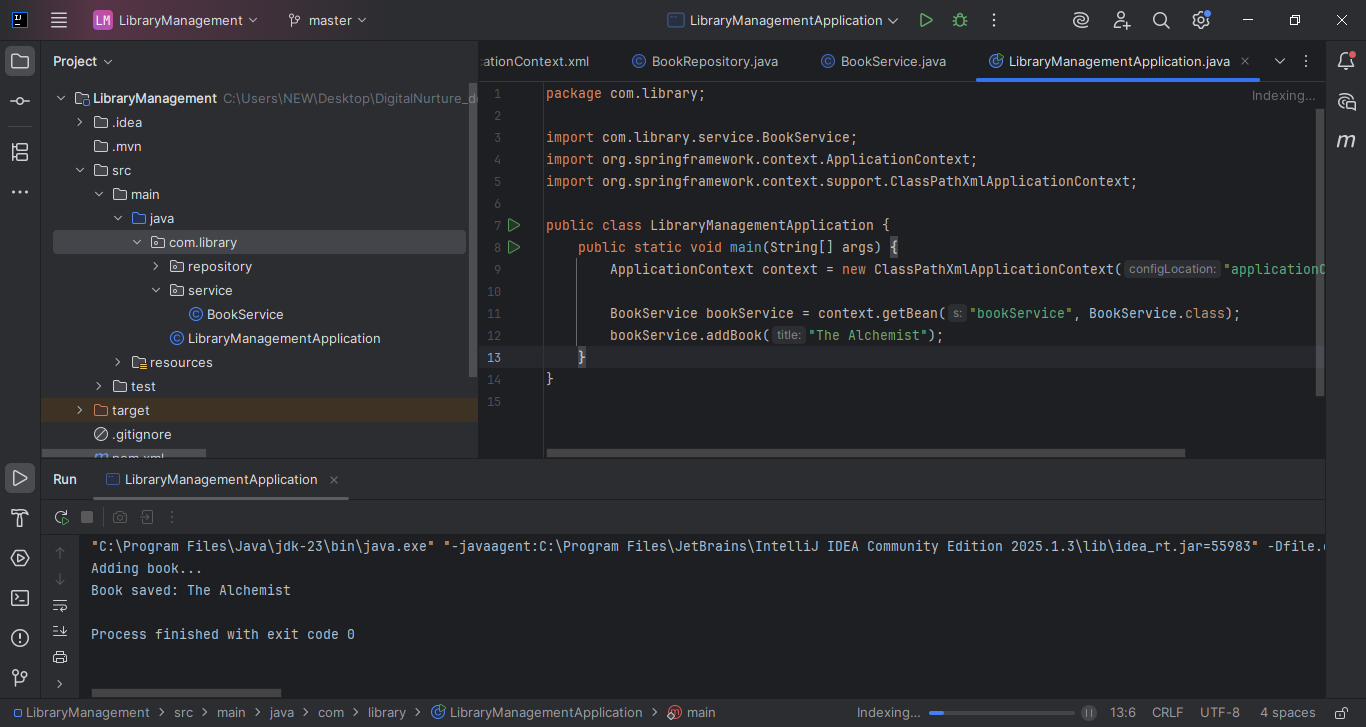 LM LibraryManagement master LibraryManagementApplication
Project
LibraryManagement C:\Users\NEW\Desktop\DigitalNurture_d
.idea
.mvn
src
main
java
com.library
repository
service
BookService
LibraryManagementApplication
resources
test
target
.gitignore
pom.xml
ationContext.xml BookRepository.java BookService.java LibraryManagementApplication.java
Indexing...
1 package com.library;
2
3 import com.library.service.BookService;
4 import org.springframework.context.ApplicationContext;
5 import org.springframework.context.support.ClassPathXmlApplicationContext;
6
7 public class LibraryManagementApplication {
8 public static void main(String[] args) {
9 ApplicationContext context = new ClassPathXmlApplicationContext( configLocation: "applicationC
10
11 BookService bookService = context.getBean( s: "bookService", BookService.class);
12 bookService.addBook( title: "The Alchemist");
13 }
14 }
15
Run LibraryManagementApplication
"C:\Program Files\Java\jdk-23\bin\java.exe" "-javaagent:C:\Program Files\JetBrains\IntelliJ IDEA Community Edition 2025.1.3\lib\idea_rt.jar=55983" -Dfile.e
Adding book...
Book saved: The Alchemist
Process finished with exit code 0
LibraryManagement > src > main > java > com > library > LibraryManagementApplication > main Indexing... 13:6 CRLF UTF-8 4 spaces